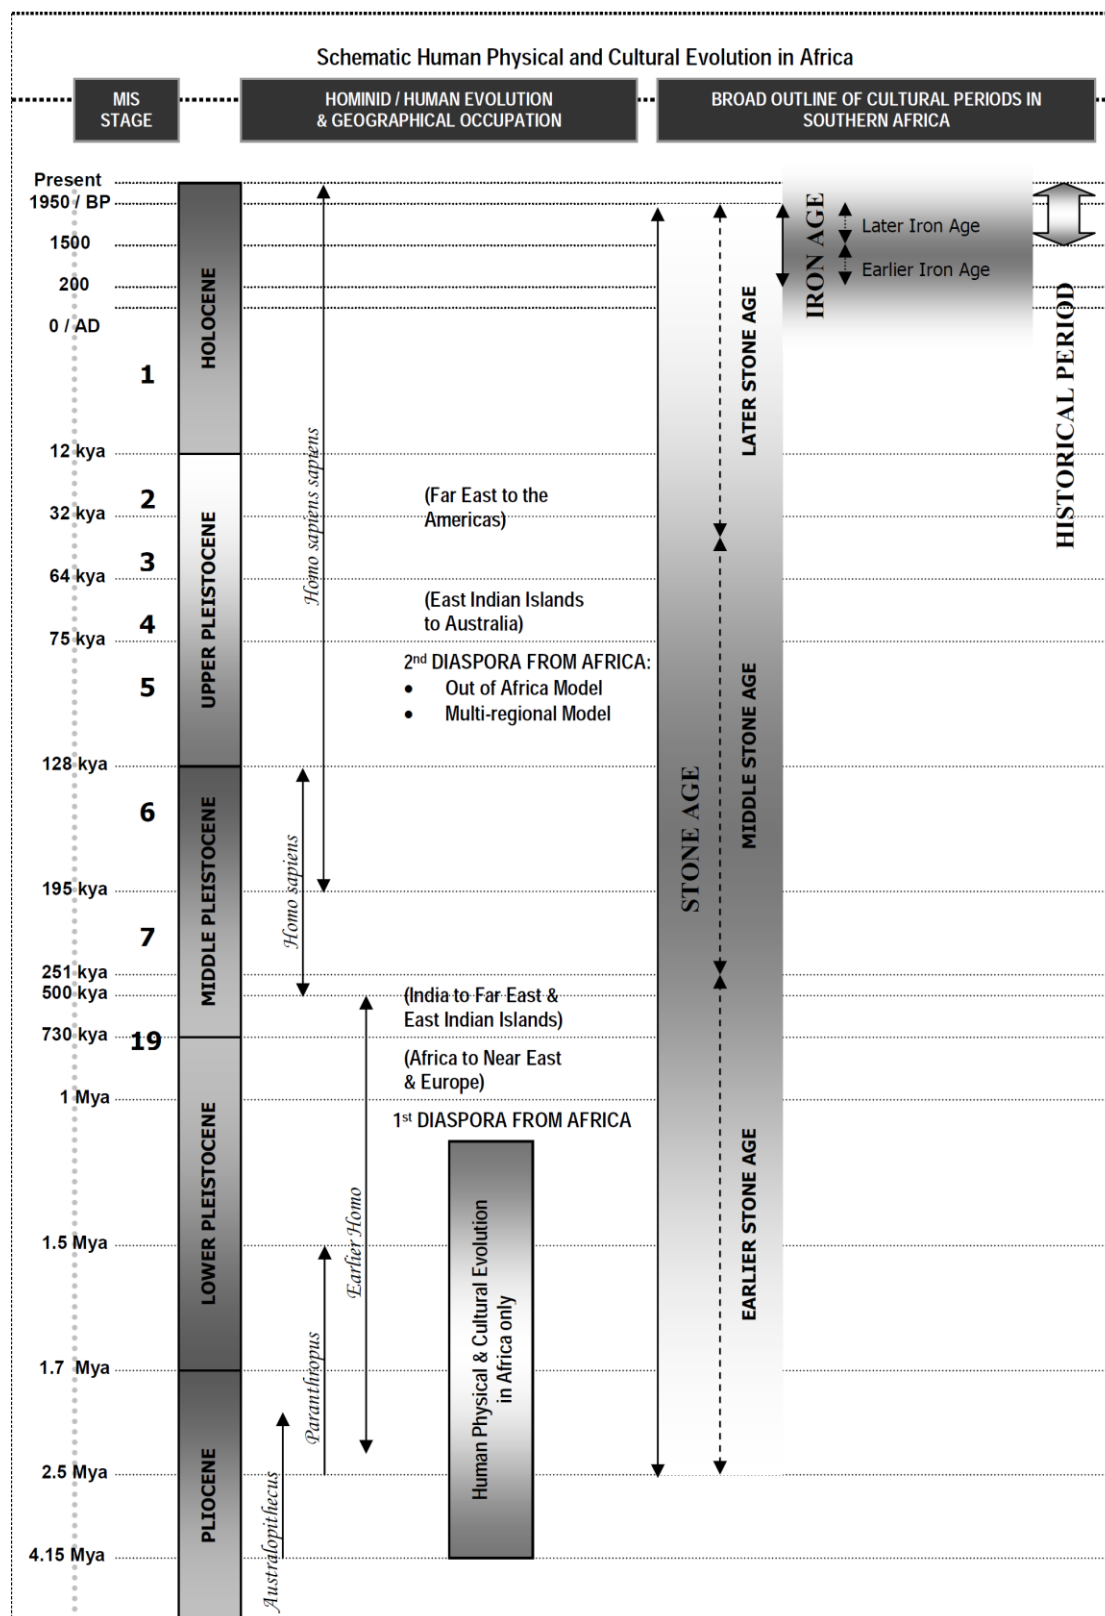 Schematic Human Physical and Cultural Evolution in Africa
MIS
STAGE
HOMINID / HUMAN EVOLUTION
& GEOGRAPHICAL OCCUPATION
BROAD OUTLINE OF CULTURAL PERIODS IN
SOUTHERN AFRICA
Present
1950 / BP
1500
200
0 / AD
12 kya
32 kya
64 kya
75 kya
128 kya
195 kya
251 kya
500 kya
730 kya
1 Mya
1.5 Mya
1.7 Mya
2.5 Mya
4.15 Mya
1
2
3
4
5
6
7
19
HOLOCENE
UPPER PLEISTOCENE
MIDDLE PLEISTOCENE
LOWER PLEISTOCENE
PLIOCENE
Homo sapiens sapiens
Homo sapiens
Earlier Homo
Paranthropus
Australopithecus
(Far East to the
Americas)
(East Indian Islands
to Australia)
2nd DIASPORA FROM AFRICA:
• Out of Africa Model
• Multi-regional Model
(India to Far East &
East Indian Islands)
(Africa to Near East
& Europe)
1st DIASPORA FROM AFRICA
Human Physical & Cultural Evolution
in Africa only
STONE AGE
LATER STONE AGE
MIDDLE STONE AGE
EARLIER STONE AGE
IRON AGE
Later Iron Age
Earlier Iron Age
HISTORICAL PERIOD